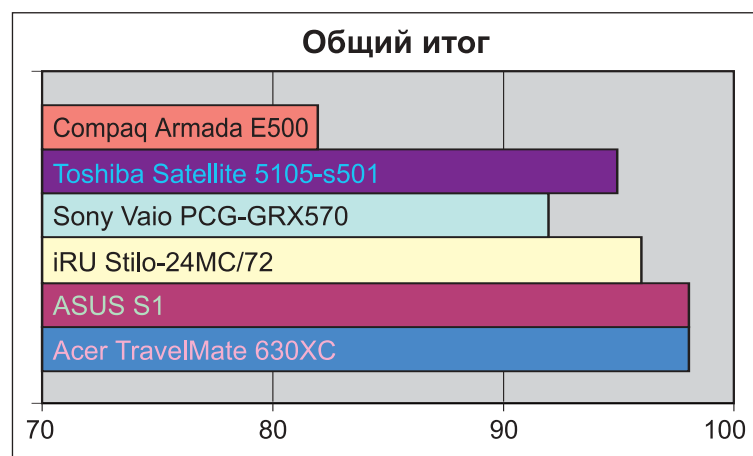 Общий итог
Compaq Armada E500
Toshiba Satellite 5105-s501
Sony Vaio PCG-GRX570
iRU Stilo-24MC/72
ASUS S1
Acer TravelMate 630XC
70 80 90 100